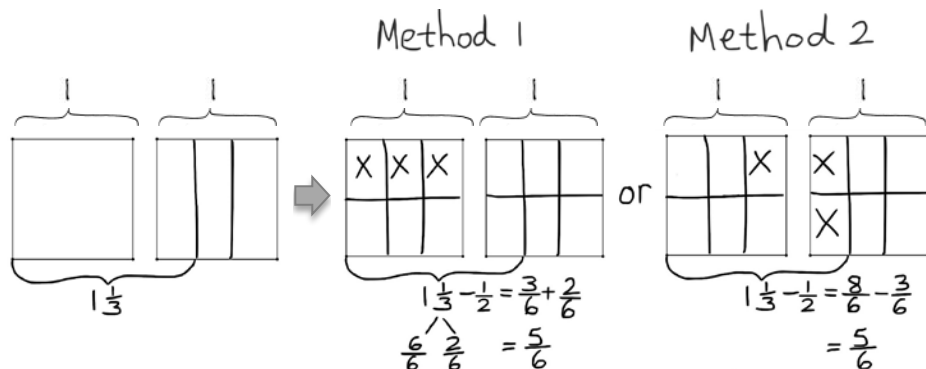 Method 1
Method 2
1 1 1 1 1 1
X X X X
X
or
X
1 1/3
1 1/3 - 1/2 = 3/6 + 2/6
6/6 2/6
= 5/6
1 1/3 - 1/2 = 8/6 - 3/6
= 5/6